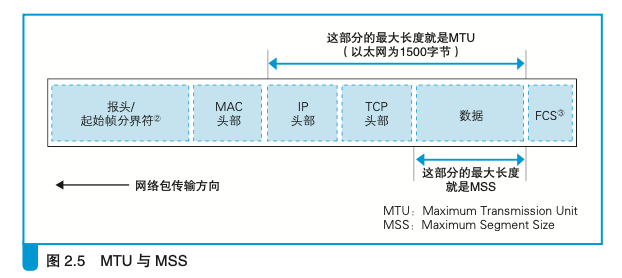 这部分的最大长度就是MTU
（以太网为1500字节）
报头/
起始帧分界符②
MAC
头部
IP
头部
TCP
头部
数据
FCS③
这部分的最大长度
就是MSS
网络包传输方向
MTU：Maximum Transmission Unit
MSS：Maximum Segment Size
图 2.5 MTU 与 MSS